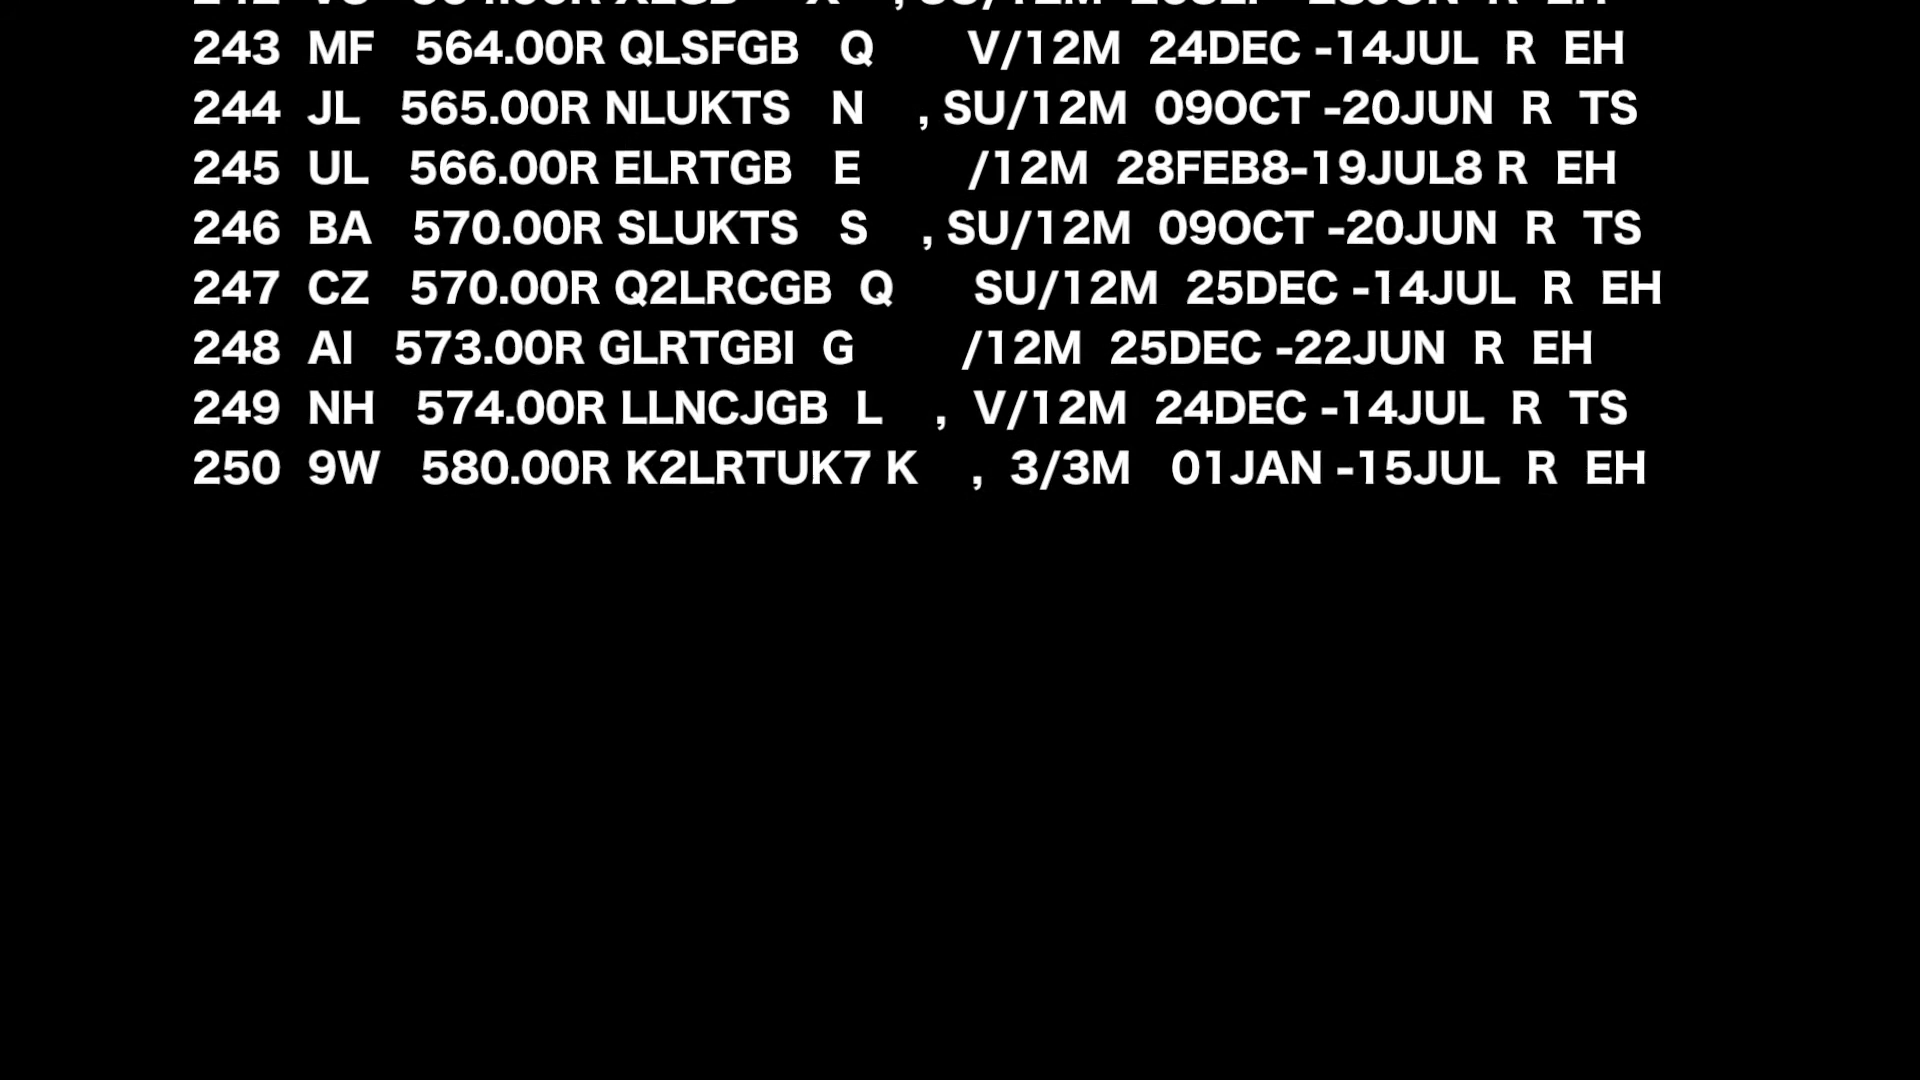 243 MF 564.00R QLSFGB Q V/12M 24DEC -14JUL R EH
244 JL 565.00R NLUKTS N , SU/12M 09OCT -20JUN R TS
245 UL 566.00R ELRTGB E /12M 28FEB8-19JUL8 R EH
246 BA 570.00R SLUKTS S , SU/12M 09OCT -20JUN R TS
247 CZ 570.00R Q2LRCGB Q SU/12M 25DEC -14JUL R EH
248 AI 573.00R GLRTGBI G /12M 25DEC -22JUN R EH
249 NH 574.00R LLNCJGB L , V/12M 24DEC -14JUL R TS
250 9W 580.00R K2LRTUK7 K , 3/3M 01JAN -15JUL R EH